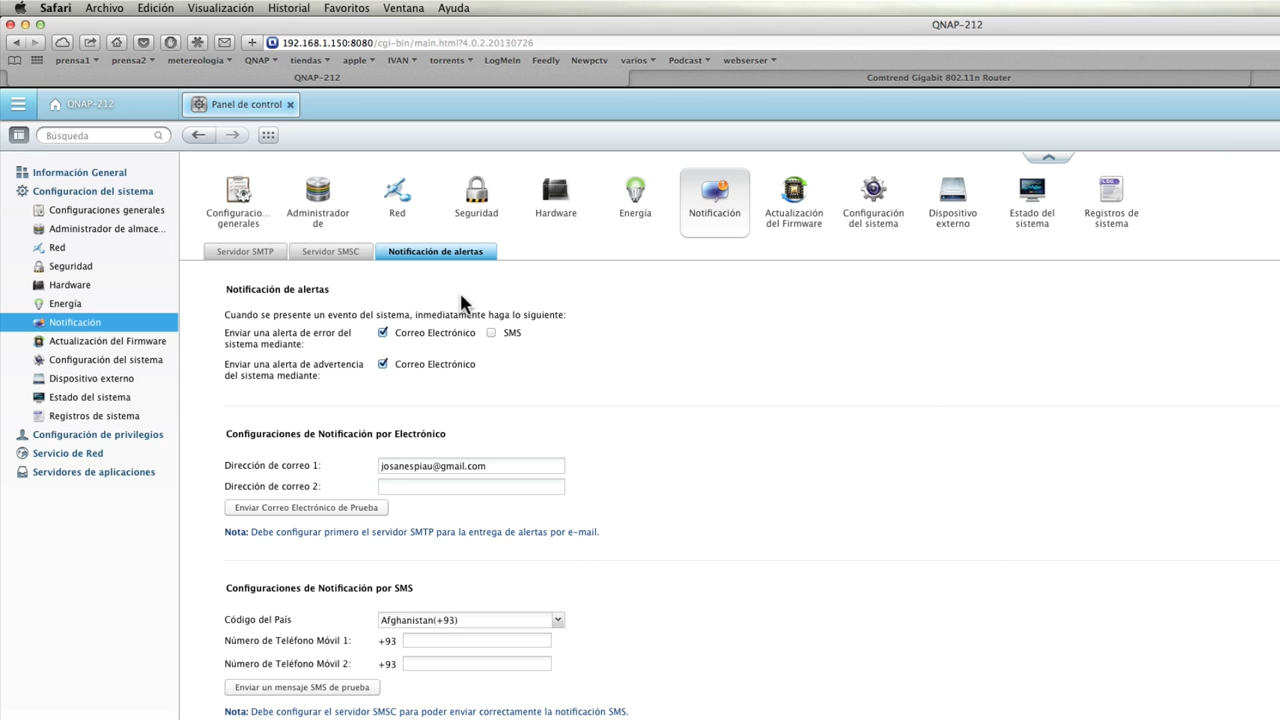 Safari Archivo Edición Visualización Historial Favoritos Ventana Ayuda
QNAP-212
192.168.1.150:8080/cgi-bin/main.html?4.0.2.20130726
prensa1 prensa2 metereologia QNAP tiendas apple IVAN torrents LogMeIn Feedly Newpctv varios Podcast webserser
QNAP-212 Comtrend Gigabit 802.11n Router
QNAP-212 Panel de control
Búsqueda
Información General
Configuracion del sistema
Configuraciones generales
Administrador de almace...
Red
Seguridad
Hardware
Energía
Notificación
Actualización del Firmware
Configuración del sistema
Dispositivo externo
Estado del sistema
Registros de sistema
Configuración de privilegios
Servicio de Red
Servidores de aplicaciones
Configuracio... generales
Administrador de
Red
Seguridad
Hardware
Energía
Notificación
Actualización del Firmware
Configuración del sistema
Dispositivo externo
Estado del sistema
Registros de sistema
Servidor SMTP Servidor SMSC Notificación de alertas
Notificación de alertas
Cuando se presente un evento del sistema, inmediatamente haga lo siguiente:
Enviar una alerta de error del sistema mediante: Correo Electrónico SMS
Enviar una alerta de advertencia del sistema mediante: Correo Electrónico
Configuraciones de Notificación por Electrónico
Dirección de correo 1: josanespiau@gmail.com
Dirección de correo 2:
Enviar Correo Electrónico de Prueba
Nota: Debe configurar primero el servidor SMTP para la entrega de alertas por e-mail.
Configuraciones de Notificación por SMS
Código del País Afghanistan(+93)
Número de Teléfono Móvil 1: +93
Número de Teléfono Móvil 2: +93
Enviar un mensaje SMS de prueba
Nota: Debe configurar el servidor SMSC para poder enviar correctamente la notificación SMS.